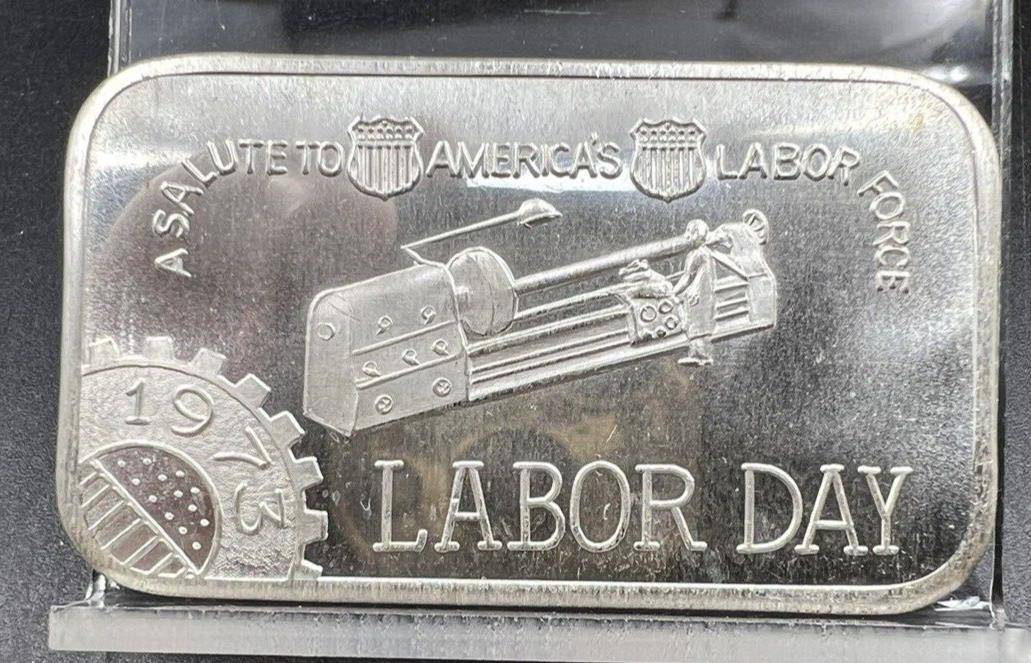 A SALUTE TO AMERICA'S LABOR FORCE
1973
LABOR DAY